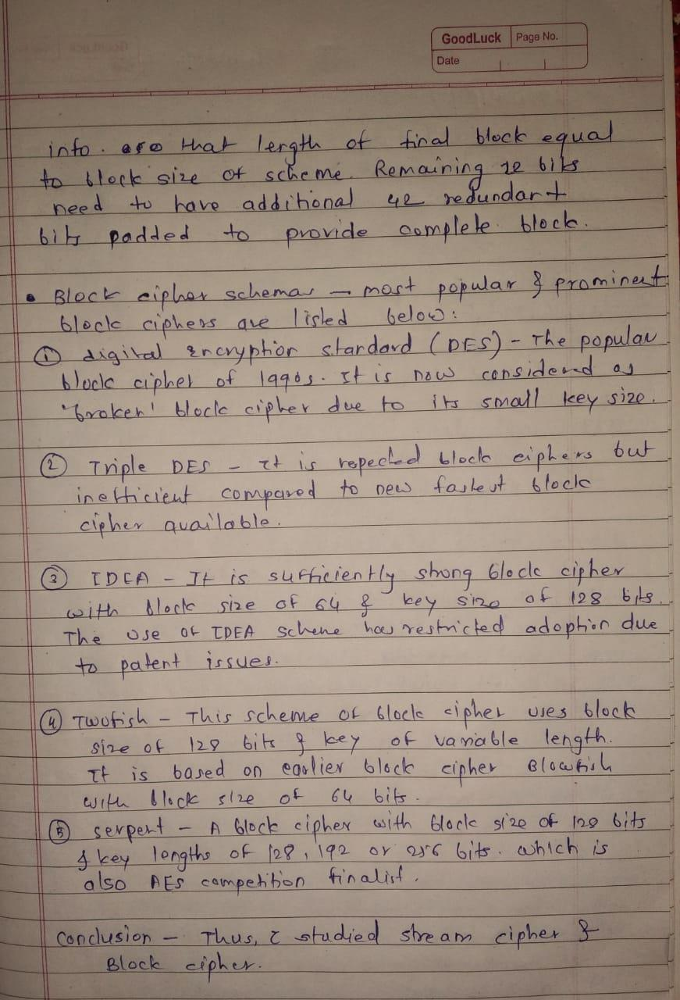 GoodLuck Page No.
Date
info. so that length of final block equal
to block size of scheme. Remaining 22 bits
need to have additional 42 redundant
bits padded to provide complete block.
• Block cipher schemas – most popular & prominent
block ciphers are listed below:
① digital Encryption standard (DES) – The popular
block cipher of 1990s. It is now considered as
'broken' block cipher due to its small key size.
② Triple DES – It is repected block ciphers but
inefficient compared to new fastest block
cipher available.
③ IDEA – It is sufficiently strong block cipher
with block size of 64 & key size of 128 bits.
The use of IDEA scheme has restricted adoption due
to patent issues.
④ Twofish – This scheme of block cipher uses block
size of 128 bits & key of variable length.
It is based on earlier block cipher Blowfish
with block size of 64 bits.
⑤ serpent – A block cipher with block size of 128 bits
& key lengths of 128, 192 or 256 bits. which is
also AES competition finalist.
Conclusion – Thus, I studied stream cipher &
Block cipher.